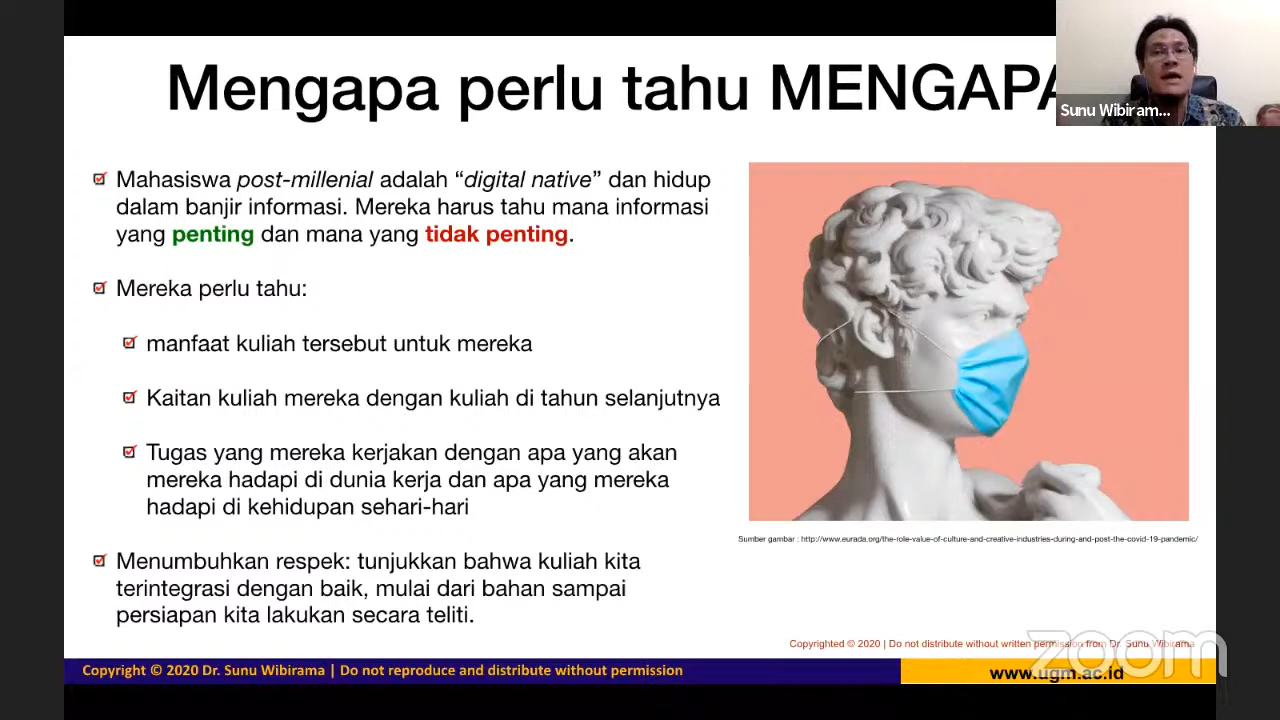 Mengapa perlu tahu MENGAPA
Sunu Wibiram...
Mahasiswa post-millenial adalah “digital native” dan hidup
dalam banjir informasi. Mereka harus tahu mana informasi
yang penting dan mana yang tidak penting.
Mereka perlu tahu:
manfaat kuliah tersebut untuk mereka
Kaitan kuliah mereka dengan kuliah di tahun selanjutnya
Tugas yang mereka kerjakan dengan apa yang akan
mereka hadapi di dunia kerja dan apa yang mereka
hadapi di kehidupan sehari-hari
Menumbuhkan respek: tunjukkan bahwa kuliah kita
terintegrasi dengan baik, mulai dari bahan sampai
persiapan kita lakukan secara teliti.
Sumber gambar : http://www.eurada.org/the-role-value-of-culture-and-creative-industries-during-and-post-the-covid-19-pandemic/
Copyrighted © 2020 | Do not distribute without written permission from Dr. Sunu Wibirama
zoom
Copyright © 2020 Dr. Sunu Wibirama | Do not reproduce and distribute without permission
www.ugm.ac.id